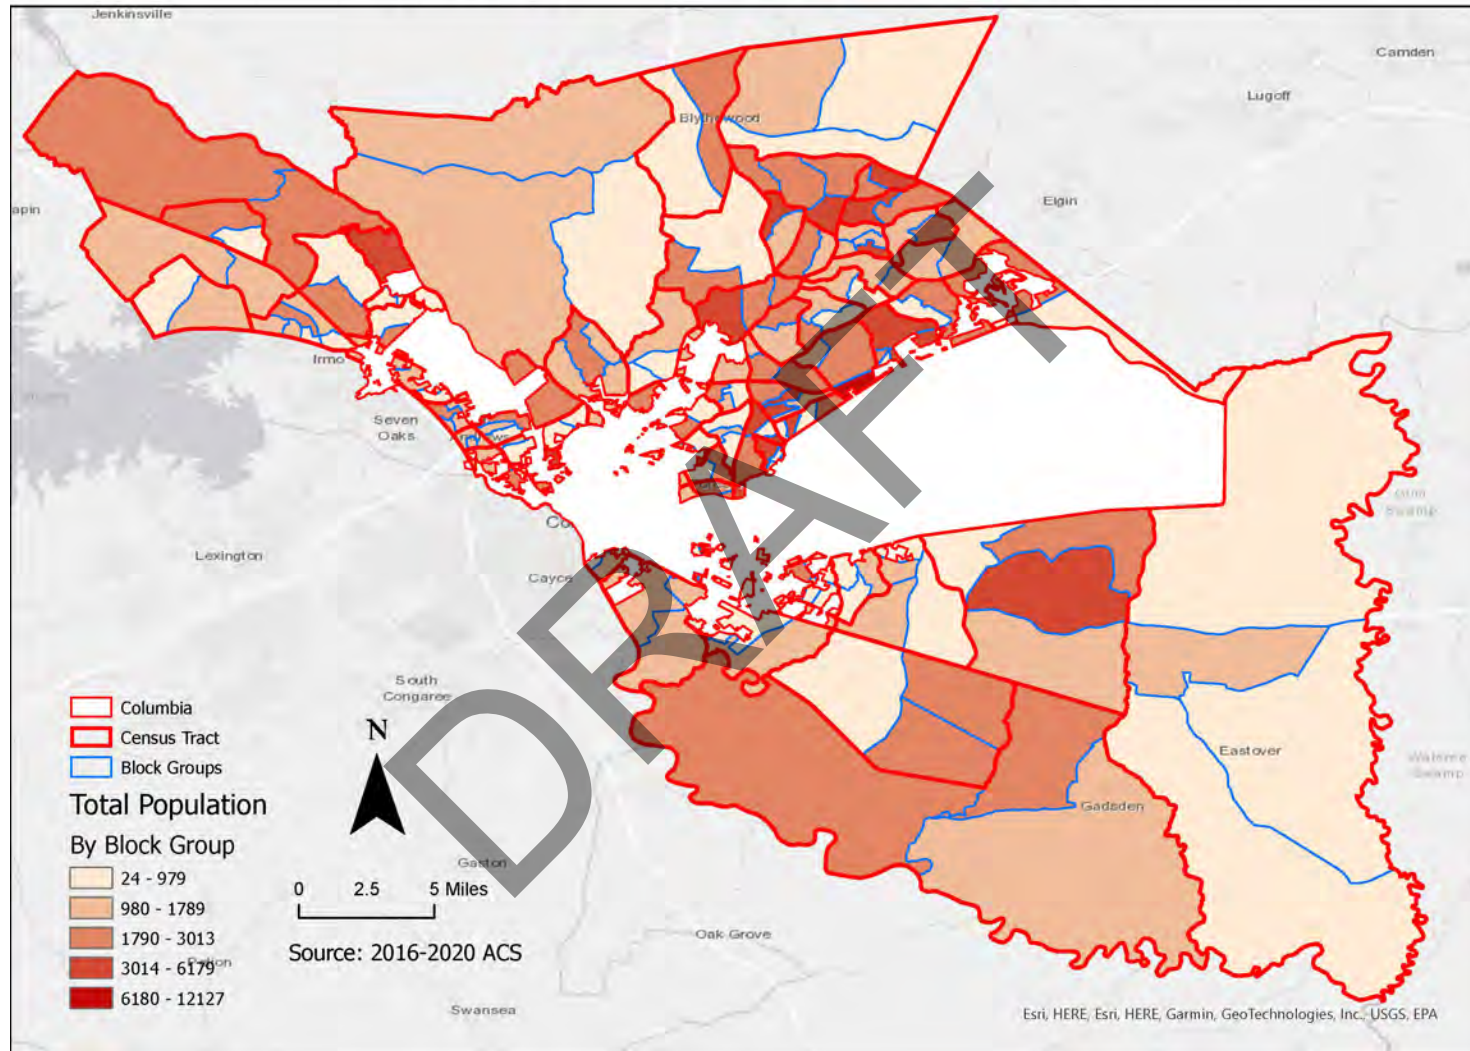 Jenkinsville
Camden
Lugoff
Blythewood
Elgin
apin
Irmo
Seven
Oaks
Lexington
Cayce
South
Congaree
Eastover
Gadsden
Gaston
Oak Grove
Swansea
DRAFT
Columbia
Census Tract
Block Groups
N
Total Population
By Block Group
24 - 979
980 - 1789
1790 - 3013
3014 - 6179
6180 - 12127
0 2.5 5 Miles
Source: 2016-2020 ACS
Esri, HERE, Esri, HERE, Garmin, GeoTechnologies, Inc., USGS, EPA